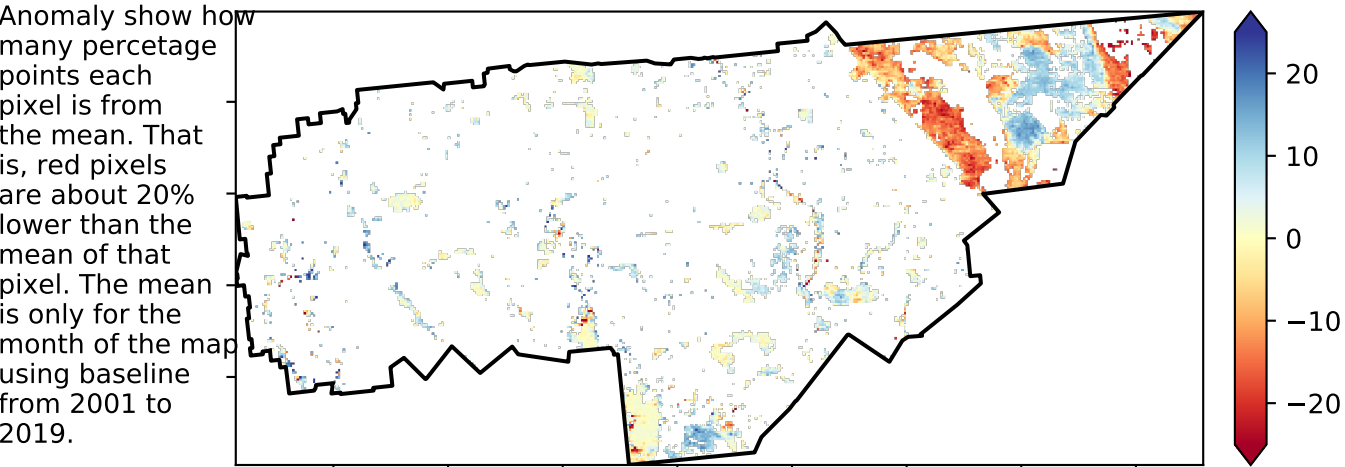 Anomaly show how
many percetage
points each
pixel is from
the mean. That
is, red pixels
are about 20%
lower than the
mean of that
pixel. The mean
is only for the
month of the map
using baseline
from 2001 to
2019.
20
10
0
−10
−20